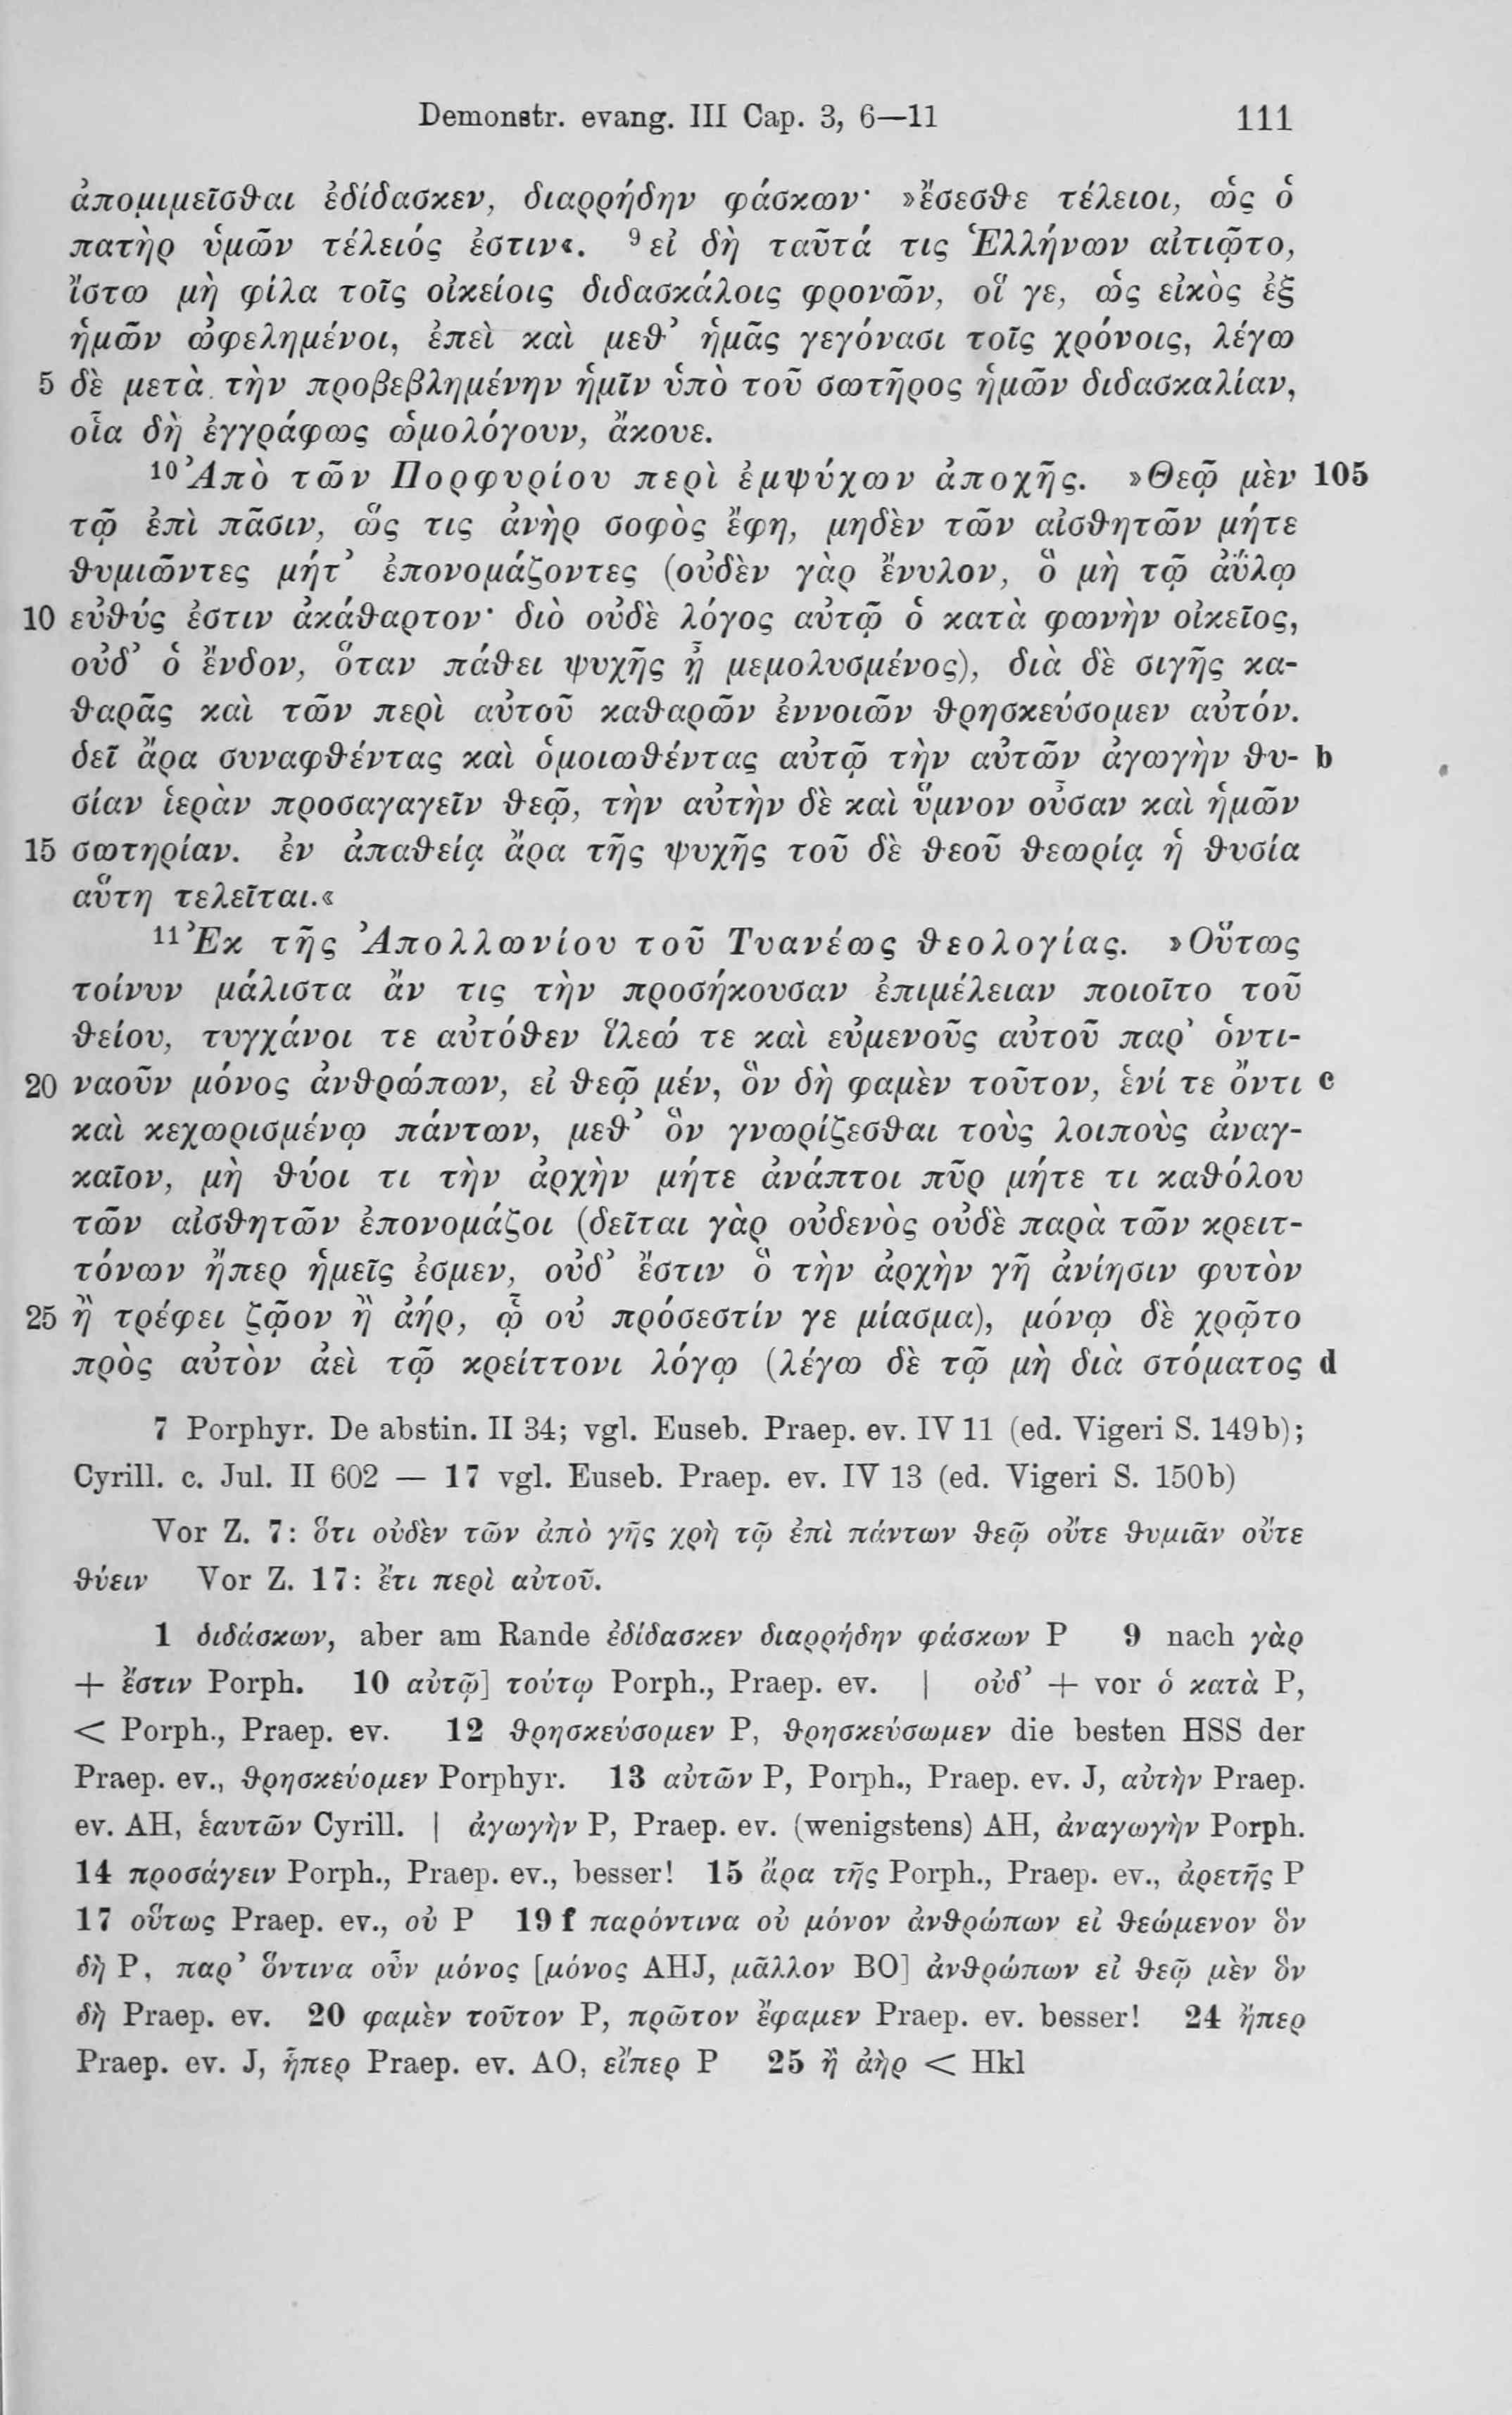 Demonstr. evang. III Cap. 3, 6—11 111
ἀπομιμεῖσθαι ἐδίδασκεν, διαρρήδην φάσκων· »ἔσεσθε τέλειοι, ὡς ὁ
πατὴρ ὑμῶν τέλειός ἐστιν«. ⁹ εἰ δὴ ταῦτά τις Ἑλλήνων αἰτιῷτο,
ἴστω μὴ φίλα τοῖς οἰκείοις διδασκάλοις φρονῶν, οἵ γε, ὡς εἰκὸς ἐξ
ἡμῶν ὠφελημένοι, ἐπεὶ καὶ μεθ’ ἡμᾶς γεγόνασι τοῖς χρόνοις, λέγω
5 δὲ μετὰ τὴν προβεβλημένην ἡμῖν ὑπὸ τοῦ σωτῆρος ἡμῶν διδασκαλίαν,
οἷα δὴ ἐγγράφως ὡμολόγουν, ἄκουε.
¹⁰ Ἀπὸ τῶν Πορφυρίου περὶ ἐμψύχων ἀποχῆς. »Θεῷ μὲν 105
τῷ ἐπὶ πᾶσιν, ὥς τις ἀνὴρ σοφὸς ἔφη, μηδὲν τῶν αἰσθητῶν μήτε
θυμιῶντες μήτ’ ἐπονομάζοντες (οὐδὲν γὰρ ἔνυλον, ὃ μὴ τῷ ἀΰλῳ
10 εὐθύς ἐστιν ἀκάθαρτον· διὸ οὐδὲ λόγος αὐτῷ ὁ κατὰ φωνὴν οἰκεῖος,
οὐδ’ ὁ ἔνδον, ὅταν πάθει ψυχῆς ᾖ μεμολυσμένος), διὰ δὲ σιγῆς κα-
θαρᾶς καὶ τῶν περὶ αὐτοῦ καθαρῶν ἐννοιῶν θρησκεύσομεν αὐτόν.
δεῖ ἄρα συναφθέντας καὶ ὁμοιωθέντας αὐτῷ τὴν αὐτῶν ἀγωγὴν θυ- b
σίαν ἱερὰν προσαγαγεῖν θεῷ, τὴν αὐτὴν δὲ καὶ ὕμνον οὖσαν καὶ ἡμῶν
15 σωτηρίαν. ἐν ἀπαθείᾳ ἄρα τῆς ψυχῆς τοῦ δὲ θεοῦ θεωρίᾳ ἡ θυσία
αὕτη τελεῖται.«
¹¹ Ἐκ τῆς Ἀπολλωνίου τοῦ Τυανέως θεολογίας. »Οὕτως
τοίνυν μάλιστα ἄν τις τὴν προσήκουσαν ἐπιμέλειαν ποιοῖτο τοῦ
θείου, τυγχάνοι τε αὐτόθεν ἵλεώ τε καὶ εὐμενοῦς αὐτοῦ παρ’ ὁντι-
20 ναοῦν μόνος ἀνθρώπων, εἰ θεῷ μέν, ὃν δὴ φαμὲν τοῦτον, ἑνί τε ὄντι c
καὶ κεχωρισμένῳ πάντων, μεθ’ ὃν γνωρίζεσθαι τοὺς λοιποὺς ἀναγ-
καῖον, μὴ θύοι τι τὴν ἀρχὴν μήτε ἀνάπτοι πῦρ μήτε τι καθόλου
τῶν αἰσθητῶν ἐπονομάζοι (δεῖται γὰρ οὐδενὸς οὐδὲ παρὰ τῶν κρειτ-
τόνων ἤπερ ἡμεῖς ἐσμεν, οὐδ’ ἔστιν ὃ τὴν ἀρχὴν γῆ ἀνίησιν φυτὸν
25 ἢ τρέφει ζῷον ἢ ἀήρ, ᾧ οὐ πρόσεστίν γε μίασμα), μόνῳ δὲ χρῷτο
πρὸς αὐτὸν ἀεὶ τῷ κρείττονι λόγῳ (λέγω δὲ τῷ μὴ διὰ στόματος d
7 Porphyr. De abstin. II 34; vgl. Euseb. Praep. ev. IV 11 (ed. Vigeri S. 149b);
Cyrill. c. Jul. II 602 — 17 vgl. Euseb. Praep. ev. IV 13 (ed. Vigeri S. 150b)
Vor Z. 7: ὅτι οὐδὲν τῶν ἀπὸ γῆς χρὴ τῷ ἐπὶ πάντων θεῷ οὔτε θυμιᾶν οὔτε
θύειν Vor Z. 17: ἔτι περὶ αὐτοῦ.
1 διδάσκων, aber am Rande ἐδίδασκεν διαρρήδην φάσκων P 9 nach γὰρ
+ ἔστιν Porph. 10 αὐτῷ] τούτῳ Porph., Praep. ev. | οὐδ’ + vor ὁ κατὰ P,
< Porph., Praep. ev. 12 θρησκεύσομεν P, θρησκεύσωμεν die besten HSS der
Praep. ev., θρησκεύομεν Porphyr. 13 αὐτῶν P, Porph., Praep. ev. J, αὐτὴν Praep.
ev. AH, ἑαυτῶν Cyrill. | ἀγωγὴν P, Praep. ev. (wenigstens) AH, ἀναγωγὴν Porph.
14 προσάγειν Porph., Praep. ev., besser! 15 ἄρα τῆς Porph., Praep. ev., ἀρετῆς P
17 οὕτως Praep. ev., οὐ P 19 f παρόντινα οὐ μόνον ἀνθρώπων εἰ θεώμενον ὃν
δὴ P, παρ’ ὅντινα οὖν μόνος [μόνος AHJ, μᾶλλον BO] ἀνθρώπων εἰ θεῷ μὲν ὃν
δὴ Praep. ev. 20 φαμὲν τοῦτον P, πρῶτον ἔφαμεν Praep. ev. besser! 24 ἤπερ
Praep. ev. J, ᾗπερ Praep. ev. AO, εἴπερ P 25 ἢ ἀὴρ < Hkl